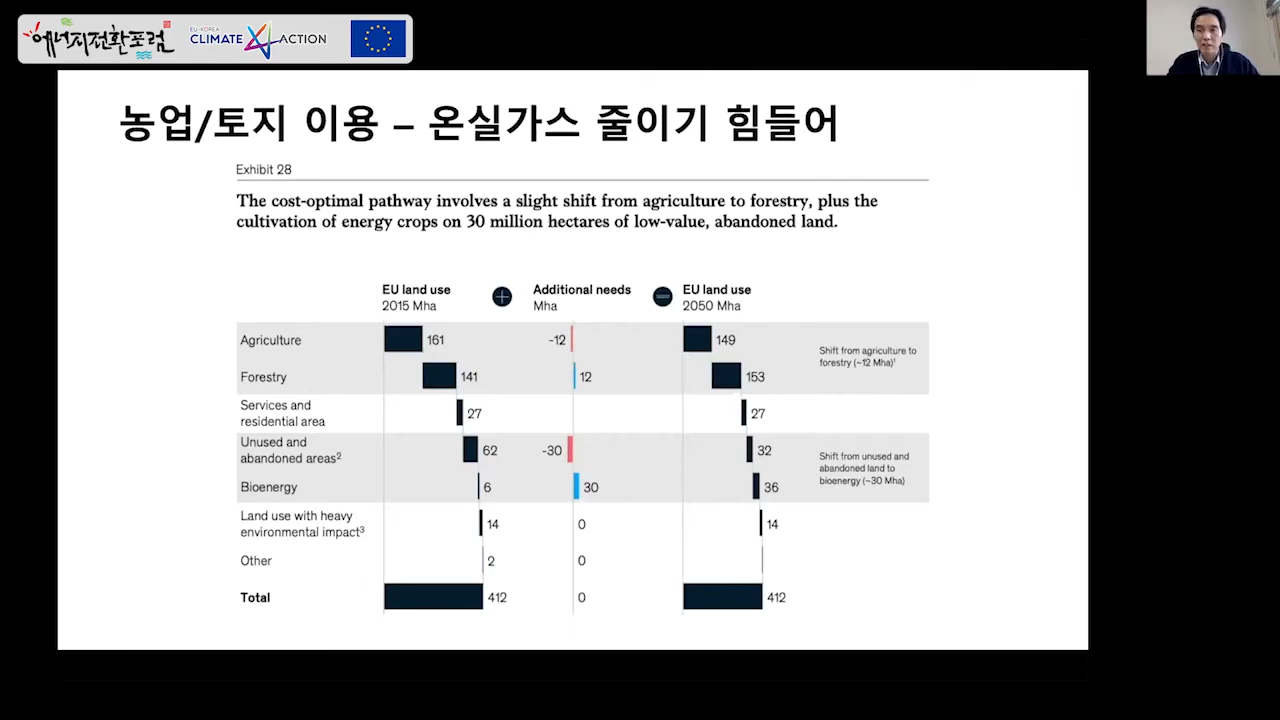 에너지전환포럼
EU-KOREA
CLIMATE ACTION
농업/토지 이용 – 온실가스 줄이기 힘들어
Exhibit 28
The cost-optimal pathway involves a slight shift from agriculture to forestry, plus the
cultivation of energy crops on 30 million hectares of low-value, abandoned land.
EU land use
2015 Mha
Additional needs
Mha
EU land use
2050 Mha
Agriculture 161 -12 149
Shift from agriculture to
forestry (~12 Mha)¹
Forestry 141 12 153
Services and
residential area 27 27
Unused and
abandoned areas² 62 -30 32
Shift from unused and
abandoned land to
bioenergy (~30 Mha)
Bioenergy 6 30 36
Land use with heavy
environmental impact³ 14 0 14
Other 2 0
Total 412 0 412